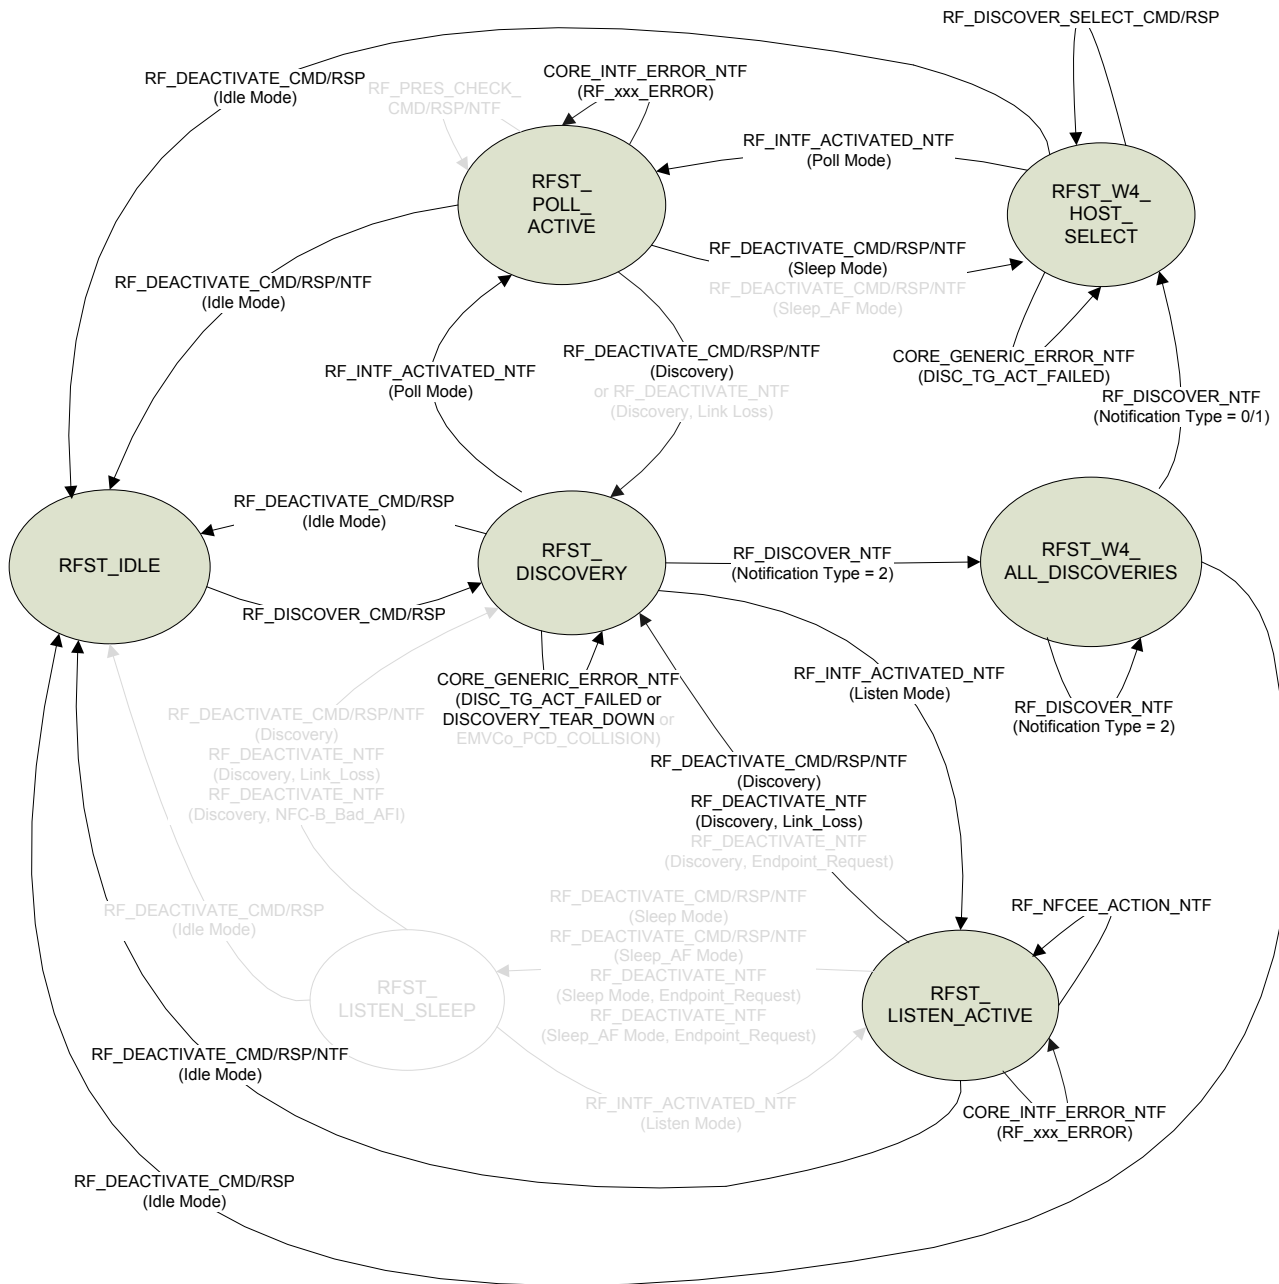 RF_DISCOVER_SELECT_CMD/RSP
RF_DEACTIVATE_CMD/RSP
(Idle Mode)
RF_PRES_CHECK_
CMD/RSP/NTF
CORE_INTF_ERROR_NTF
(RF_xxx_ERROR)
RF_INTF_ACTIVATED_NTF
(Poll Mode)
RFST_
POLL_
ACTIVE
RFST_W4_
HOST_
SELECT
RF_DEACTIVATE_CMD/RSP/NTF
(Idle Mode)
RF_DEACTIVATE_CMD/RSP/NTF
(Sleep Mode)
RF_DEACTIVATE_CMD/RSP/NTF
(Sleep_AF Mode)
RF_INTF_ACTIVATED_NTF
(Poll Mode)
RF_DEACTIVATE_CMD/RSP/NTF
(Discovery)
or RF_DEACTIVATE_NTF
(Discovery, Link Loss)
CORE_GENERIC_ERROR_NTF
(DISC_TG_ACT_FAILED)
RF_DISCOVER_NTF
(Notification Type = 0/1)
RF_DEACTIVATE_CMD/RSP
(Idle Mode)
RFST_IDLE
RFST_
DISCOVERY
RF_DISCOVER_NTF
(Notification Type = 2)
RFST_W4_
ALL_DISCOVERIES
RF_DISCOVER_CMD/RSP
CORE_GENERIC_ERROR_NTF
(DISC_TG_ACT_FAILED or
DISCOVERY_TEAR_DOWN or
EMVCo_PCD_COLLISION)
RF_INTF_ACTIVATED_NTF
(Listen Mode)
RF_DISCOVER_NTF
(Notification Type = 2)
RF_DEACTIVATE_CMD/RSP/NTF
(Discovery)
RF_DEACTIVATE_NTF
(Discovery, Link_Loss)
RF_DEACTIVATE_NTF
(Discovery, NFC-B_Bad_AFI)
RF_DEACTIVATE_CMD/RSP/NTF
(Discovery)
RF_DEACTIVATE_NTF
(Discovery, Link_Loss)
RF_DEACTIVATE_NTF
(Discovery, Endpoint_Request)
RF_DEACTIVATE_CMD/RSP
(Idle Mode)
RF_DEACTIVATE_CMD/RSP/NTF
(Sleep Mode)
RF_DEACTIVATE_CMD/RSP/NTF
(Sleep_AF Mode)
RF_DEACTIVATE_NTF
(Sleep Mode, Endpoint_Request)
RF_DEACTIVATE_NTF
(Sleep_AF Mode, Endpoint_Request)
RF_NFCEE_ACTION_NTF
RFST_
LISTEN_SLEEP
RFST_
LISTEN_ACTIVE
RF_DEACTIVATE_CMD/RSP/NTF
(Idle Mode)
RF_INTF_ACTIVATED_NTF
(Listen Mode)
CORE_INTF_ERROR_NTF
(RF_xxx_ERROR)
RF_DEACTIVATE_CMD/RSP
(Idle Mode)